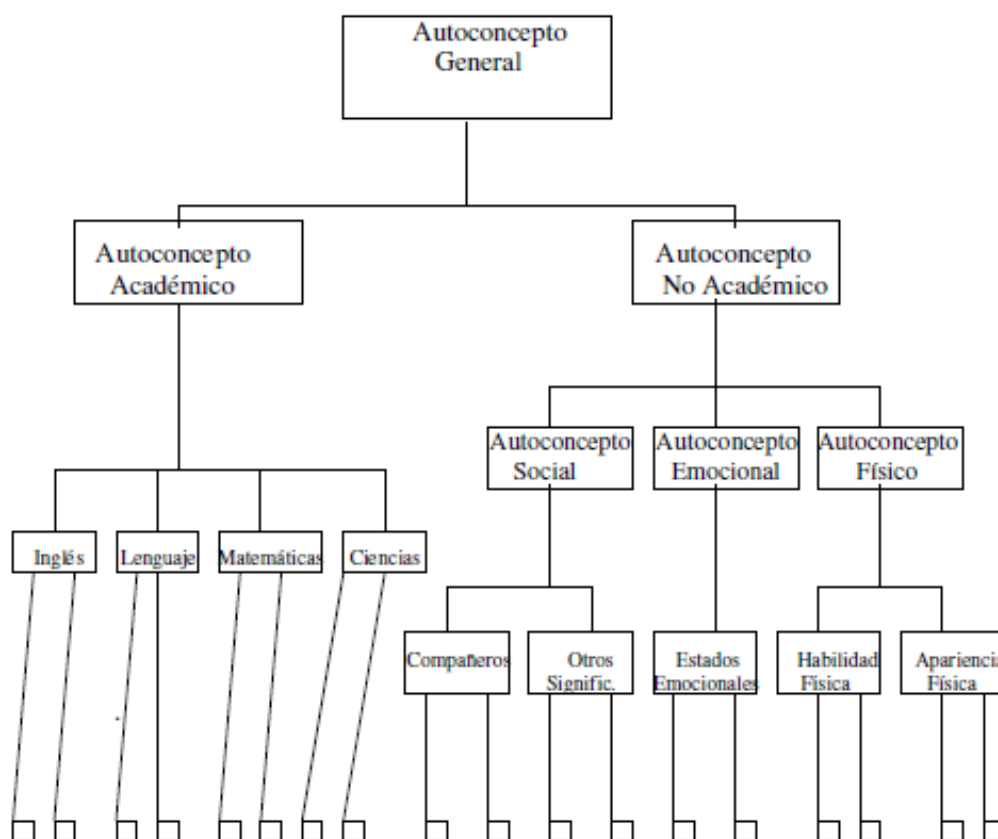 Autoconcepto
General
Autoconcepto
Académico
Autoconcepto
No Académico
Autoconcepto
Social
Autoconcepto
Emocional
Autoconcepto
Físico
Inglés
Lenguaje
Matemáticas
Ciencias
Compañeros
Otros
Signific.
Estados
Emocionales
Habilidad
Física
Apariencia
Física